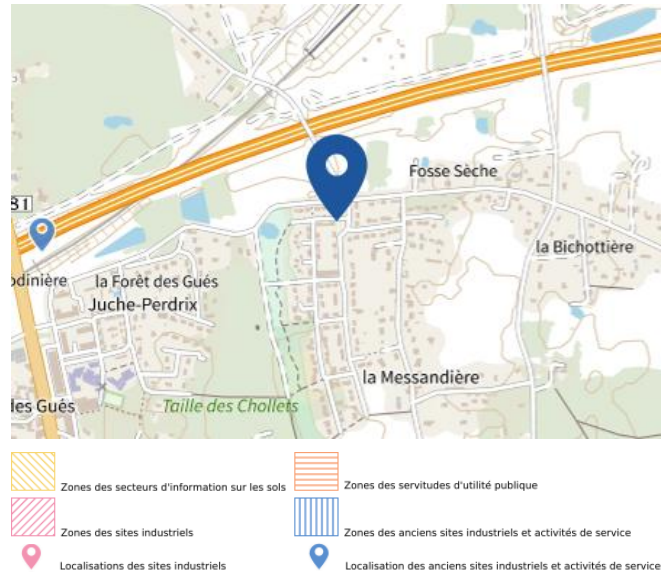 Fosse Sèche
81
la Bichottière
odinière
la Forêt des Gués
Juche-Perdrix
la Messandière
des Gués
Taille des Chollets
Zones des secteurs d'information sur les sols
Zones des servitudes d'utilité publique
Zones des sites industriels
Zones des anciens sites industriels et activités de service
Localisations des sites industriels
Localisation des anciens sites industriels et activités de service